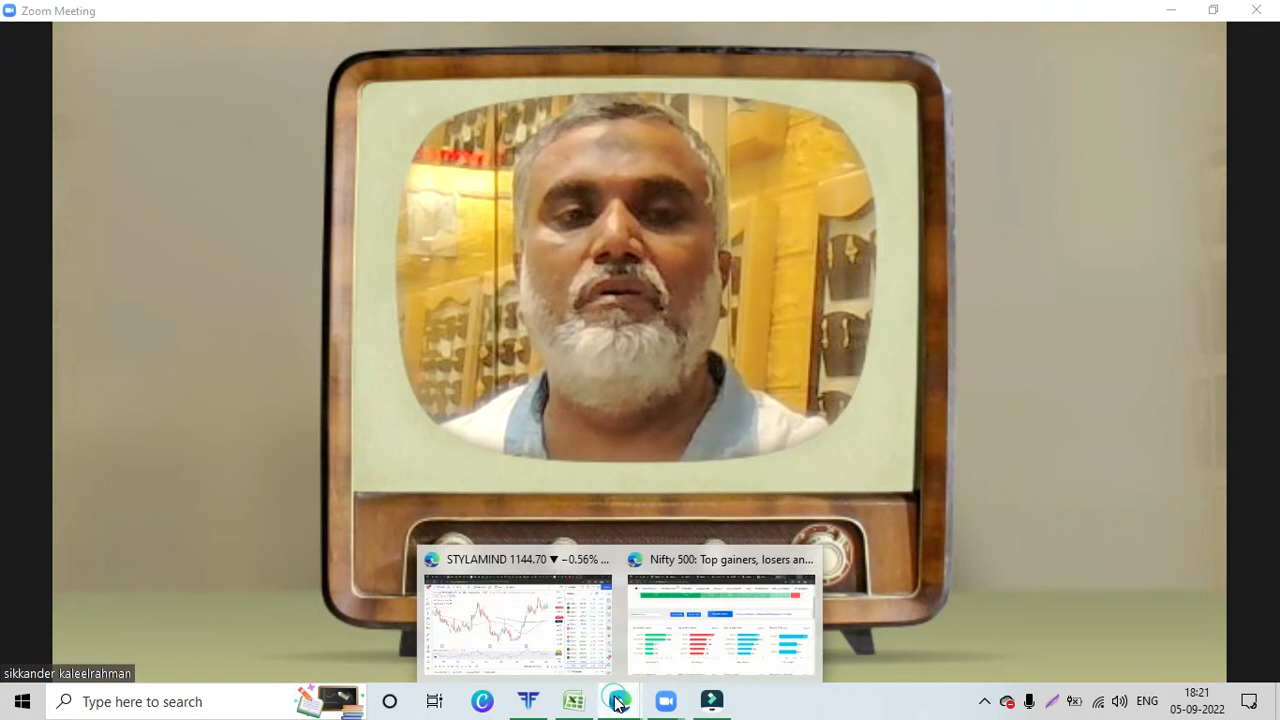 Zoom Meeting
STYLAMIND 1144.70 ▼ −0.56% ...
Nifty 500: Top gainers, losers an...
sikkander kaleelrahman
Type here to search
ENG
18:21
05-09-2022